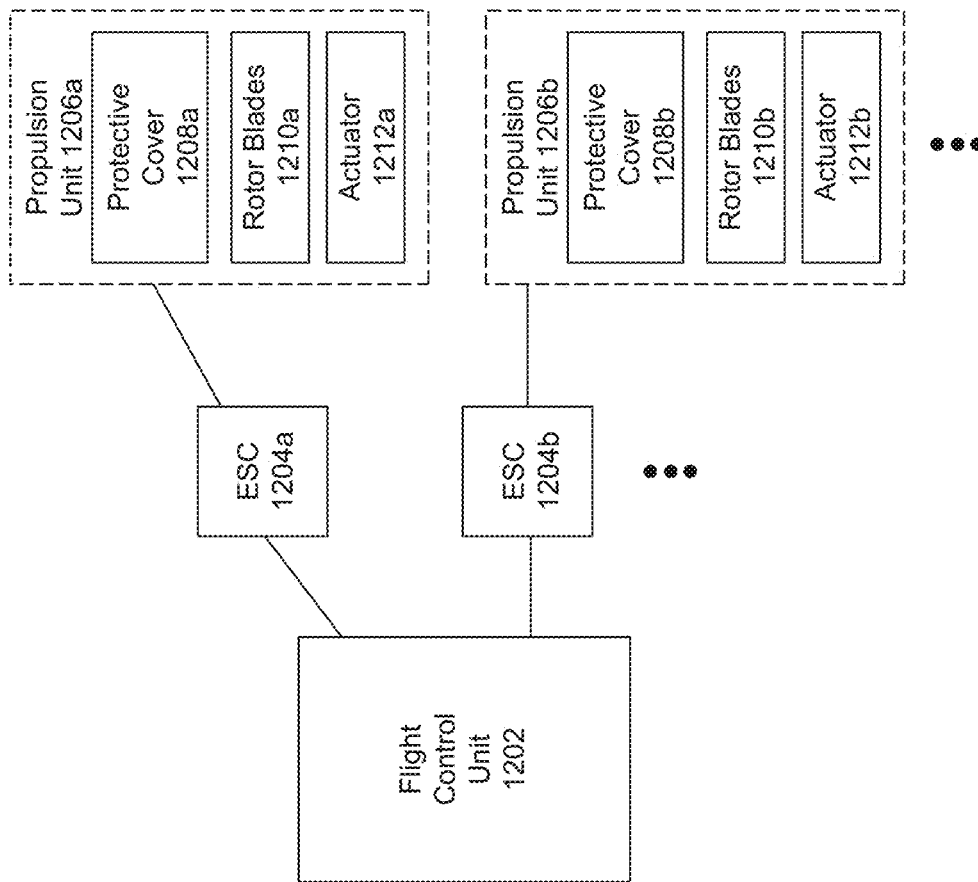 Flight
Control
Unit
1202
ESC
1204a
ESC
1204b
Propulsion
Unit 1206a
Protective
Cover
1208a
Rotor Blades
1210a
Actuator
1212a
Propulsion
Unit 1206b
Protective
Cover
1208b
Rotor Blades
1210b
Actuator
1212b